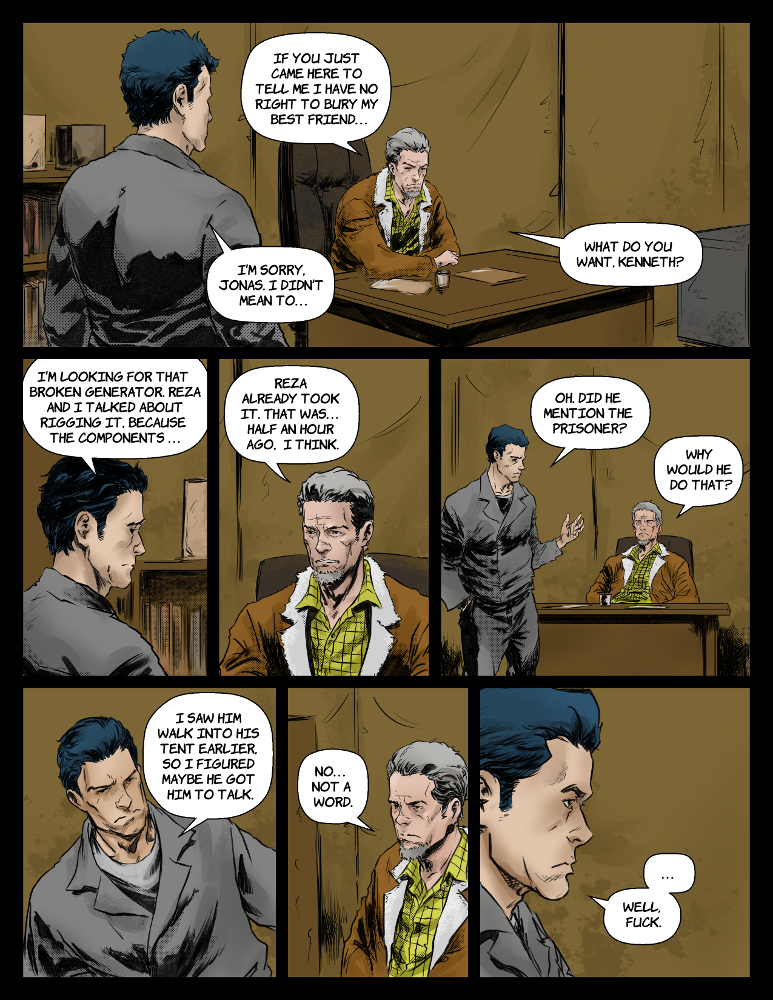 IF YOU JUST
CAME HERE TO
TELL ME I HAVE NO
RIGHT TO BURY MY
BEST FRIEND...
I'M SORRY,
JONAS. I DIDN'T
MEAN TO...
WHAT DO YOU
WANT, KENNETH?
I'M LOOKING FOR THAT
BROKEN GENERATOR. REZA
AND I TALKED ABOUT
RIGGING IT, BECAUSE
THE COMPONENTS ...
REZA
ALREADY TOOK
IT. THAT WAS...
HALF AN HOUR
AGO, I THINK.
OH. DID HE
MENTION THE
PRISONER?
WHY
WOULD HE
DO THAT?
I SAW HIM
WALK INTO HIS
TENT EARLIER,
SO I FIGURED
MAYBE HE GOT
HIM TO TALK.
NO...
NOT A
WORD.
...
WELL,
FUCK.